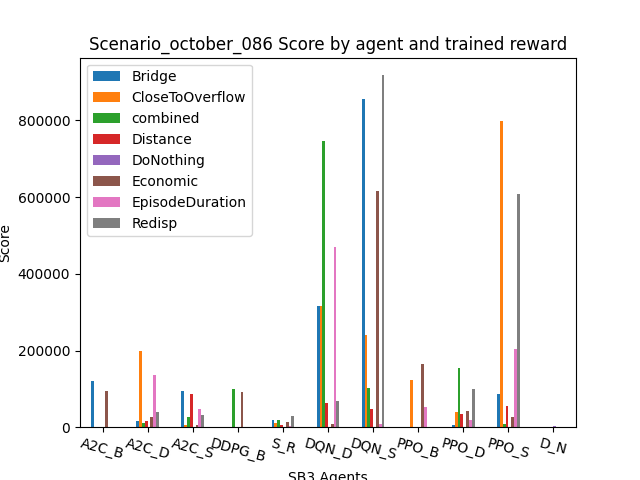 Scenario_october_086 Score by agent and trained reward
Bridge
CloseToOverflow
combined
Distance
DoNothing
Economic
EpisodeDuration
Redisp
800000
600000
400000
200000
0
Score
A2C_B
A2C_D
A2C_S
DDPG_B
S_R
DQN_D
DQN_S
PPO_B
PPO_D
PPO_S
D_N
SB3 Agents